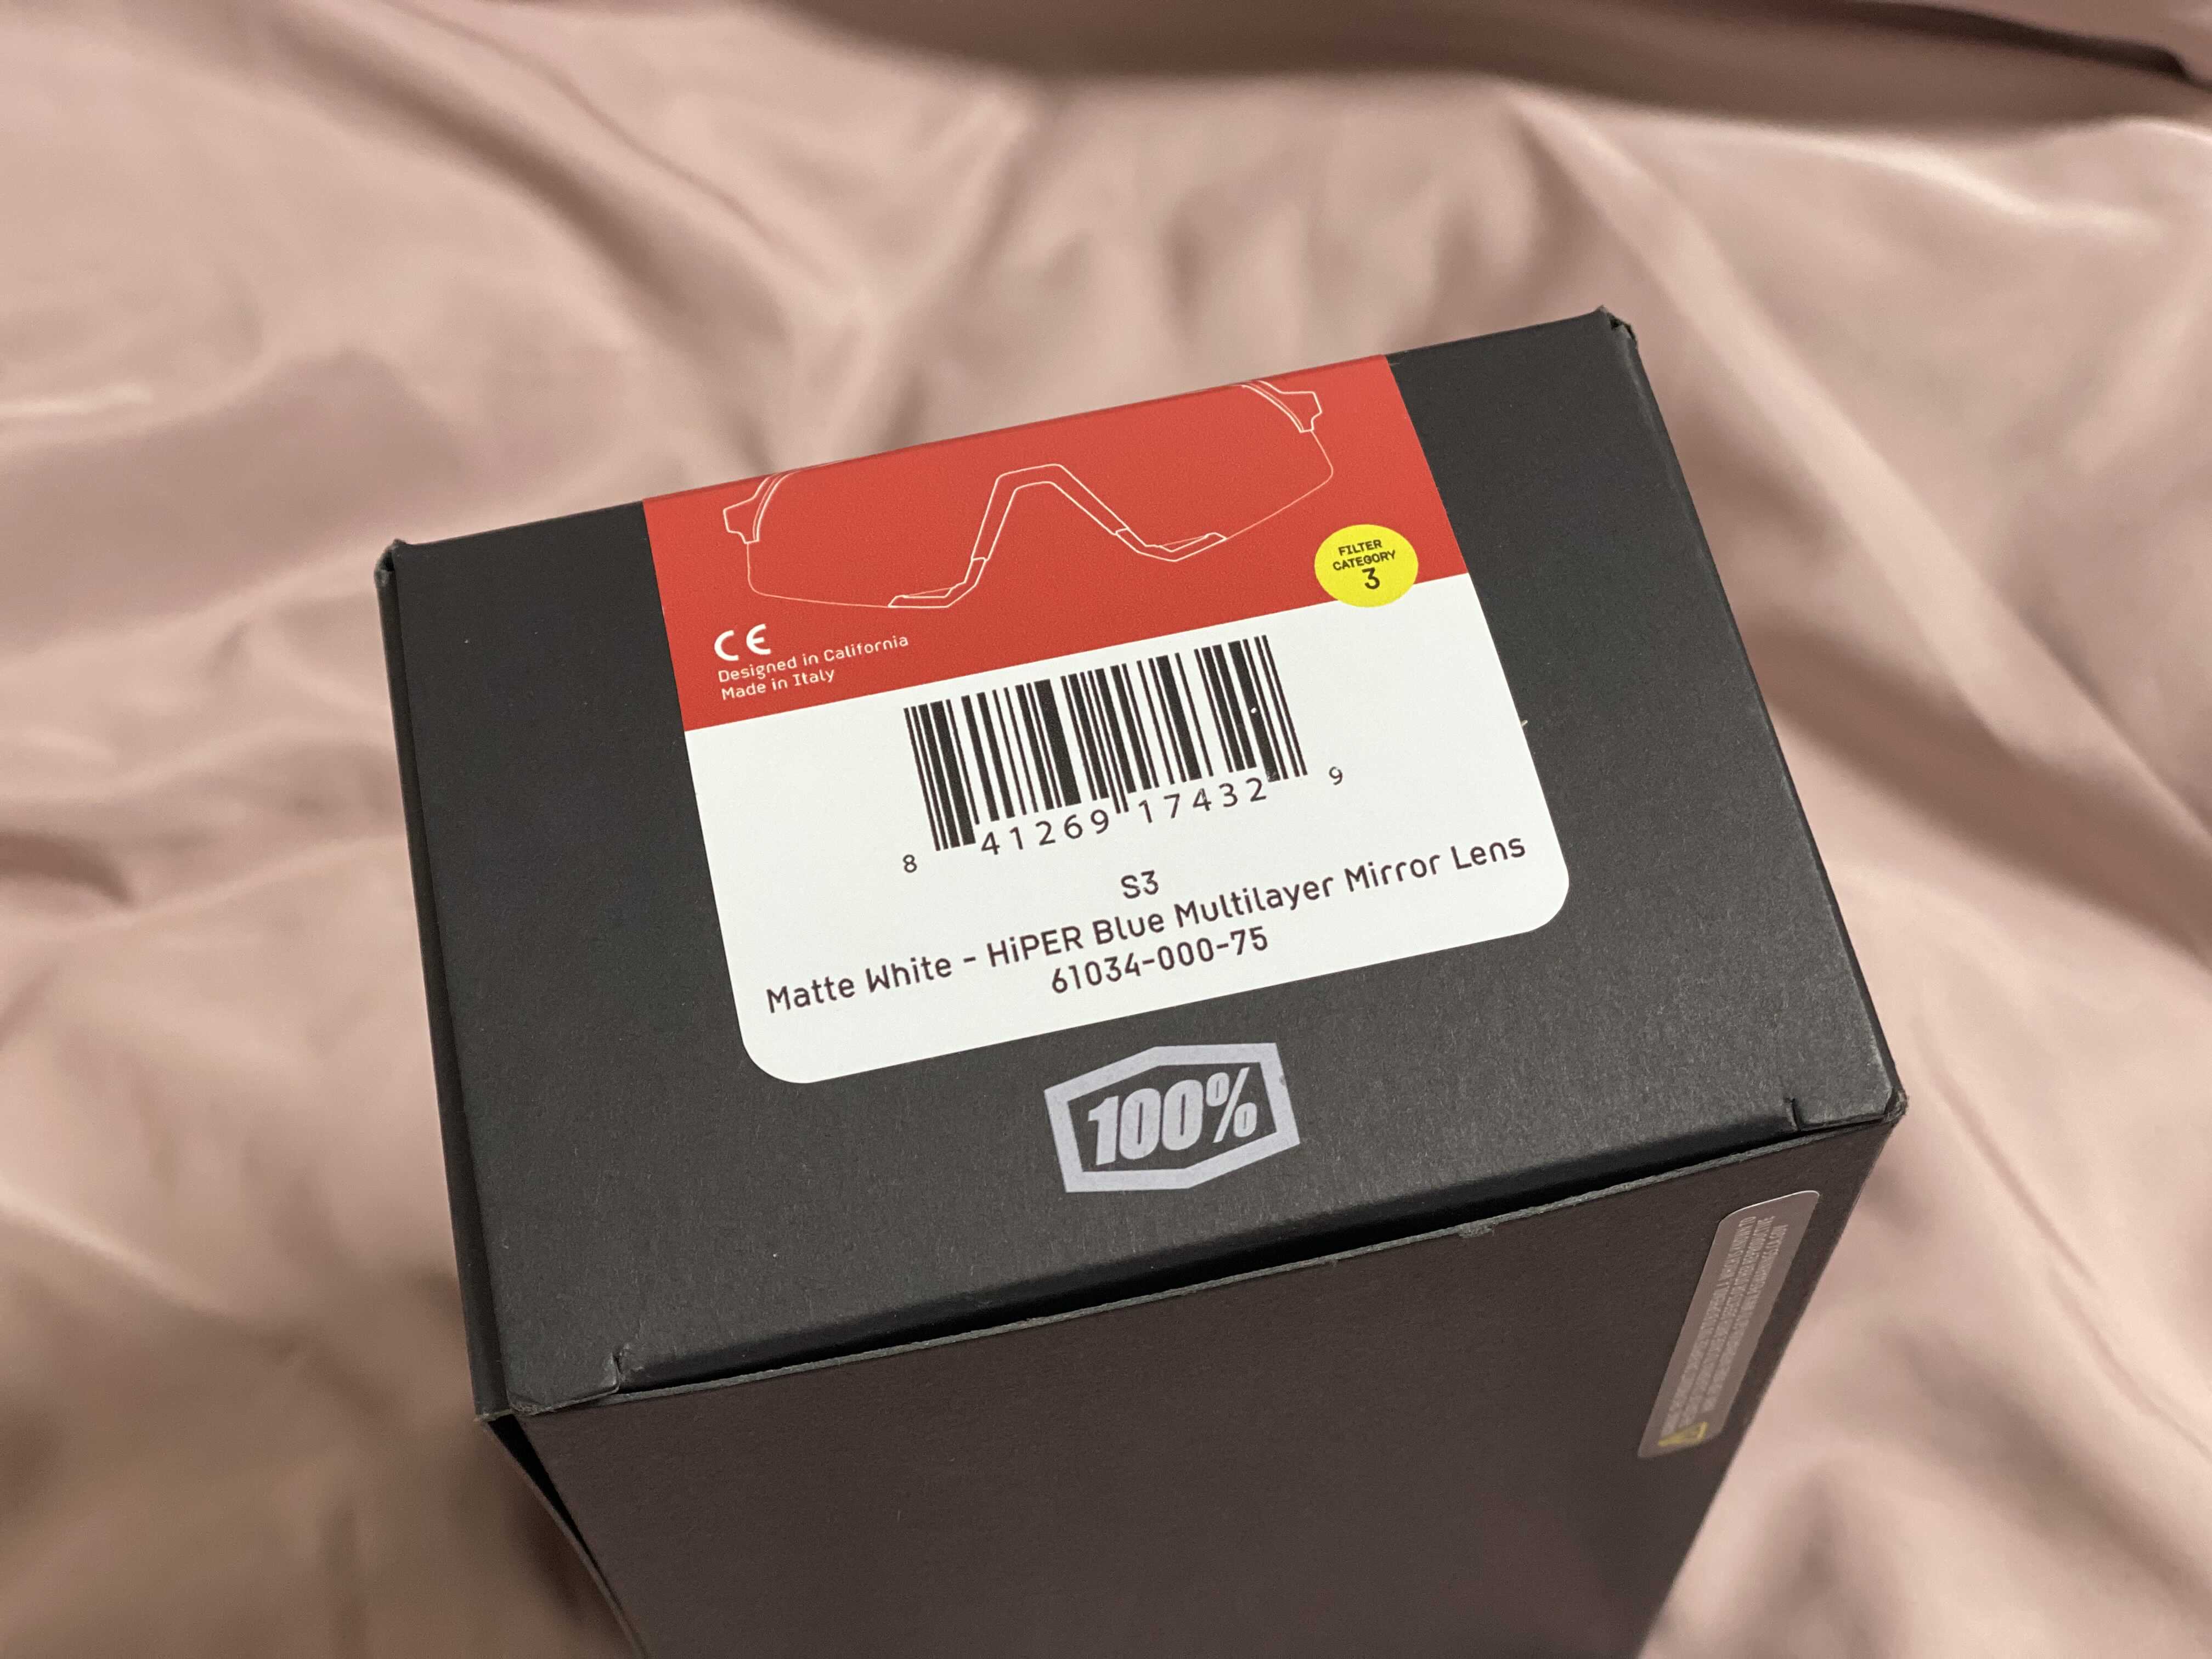 FILTER
CATEGORY
3
CE
Designed in California
Made in Italy
8 41269 17432 9
S3
Matte White - HiPER Blue Multilayer Mirror Lens
61034-000-75
100%